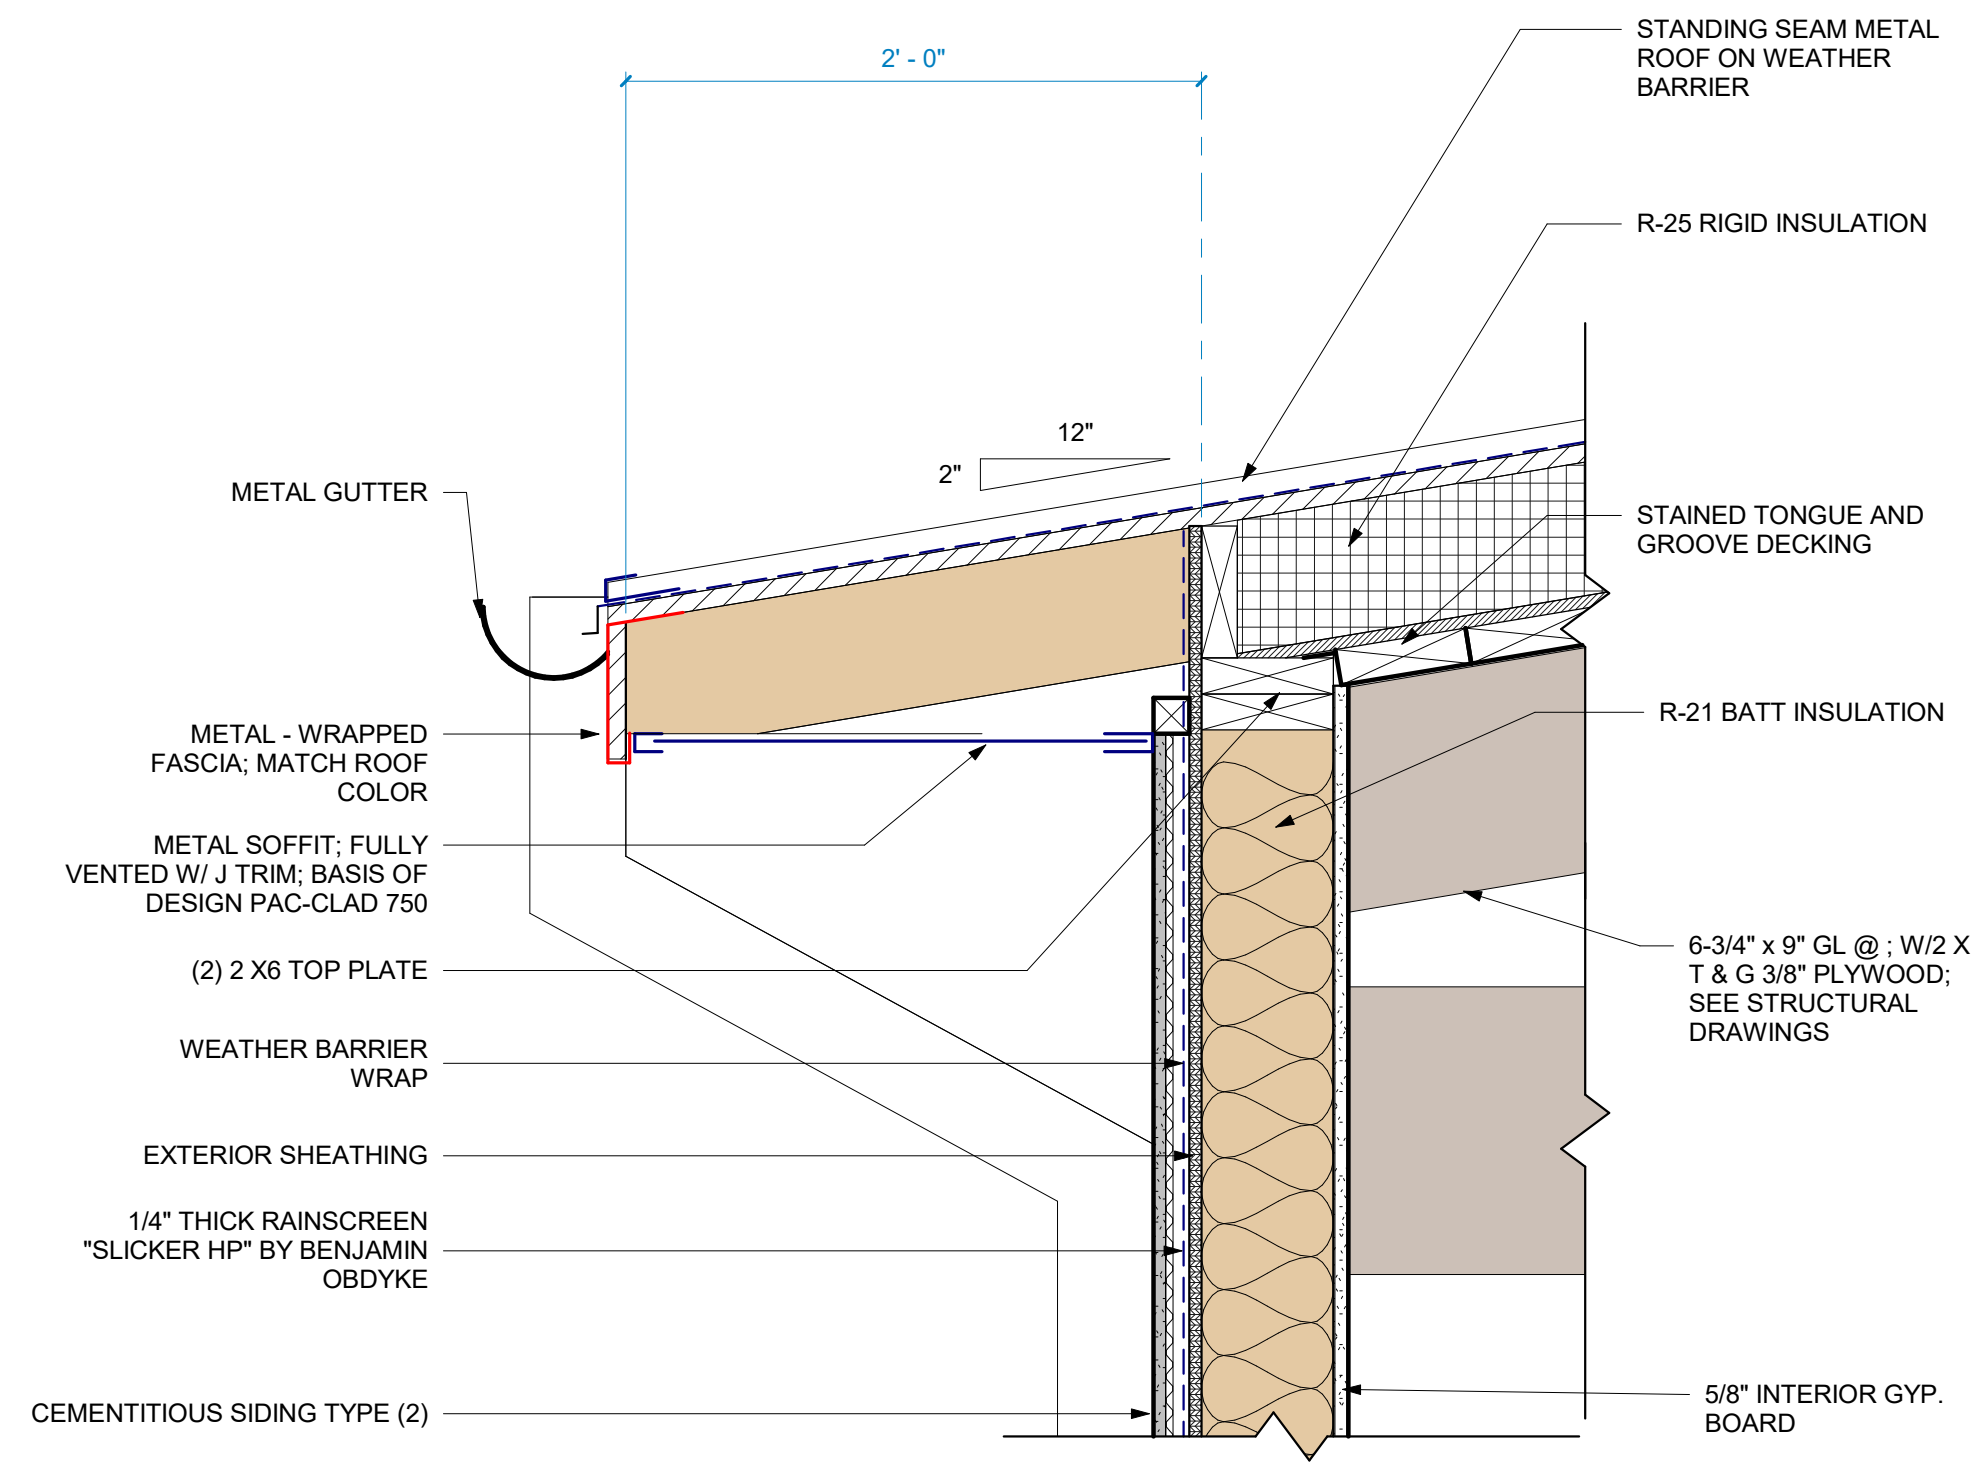 2' - 0"
12"
2"
METAL GUTTER
METAL - WRAPPED
FASCIA; MATCH ROOF
COLOR
METAL SOFFIT; FULLY
VENTED W/ J TRIM; BASIS OF
DESIGN PAC-CLAD 750
(2) 2 X6 TOP PLATE
WEATHER BARRIER
WRAP
EXTERIOR SHEATHING
1/4" THICK RAINSCREEN
"SLICKER HP" BY BENJAMIN
OBDYKE
CEMENTITIOUS SIDING TYPE (2)
STANDING SEAM METAL
ROOF ON WEATHER
BARRIER
R-25 RIGID INSULATION
STAINED TONGUE AND
GROOVE DECKING
R-21 BATT INSULATION
6-3/4" x 9" GL @ ; W/2 X
T & G 3/8" PLYWOOD;
SEE STRUCTURAL
DRAWINGS
5/8" INTERIOR GYP.
BOARD